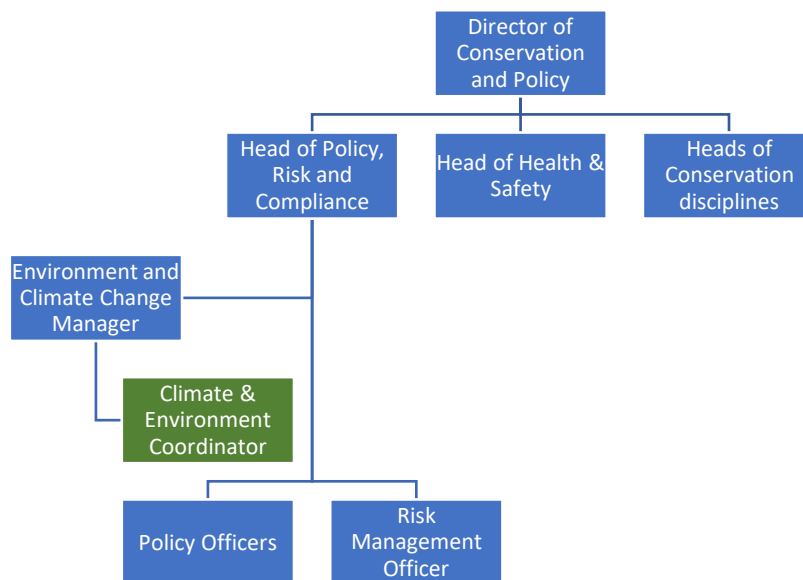 Director of
Conservation
and Policy
Head of Policy,
Risk and
Compliance
Head of Health &
Safety
Heads of
Conservation
disciplines
Environment and
Climate Change
Manager
Climate &
Environment
Coordinator
Policy Officers
Risk
Management
Officer